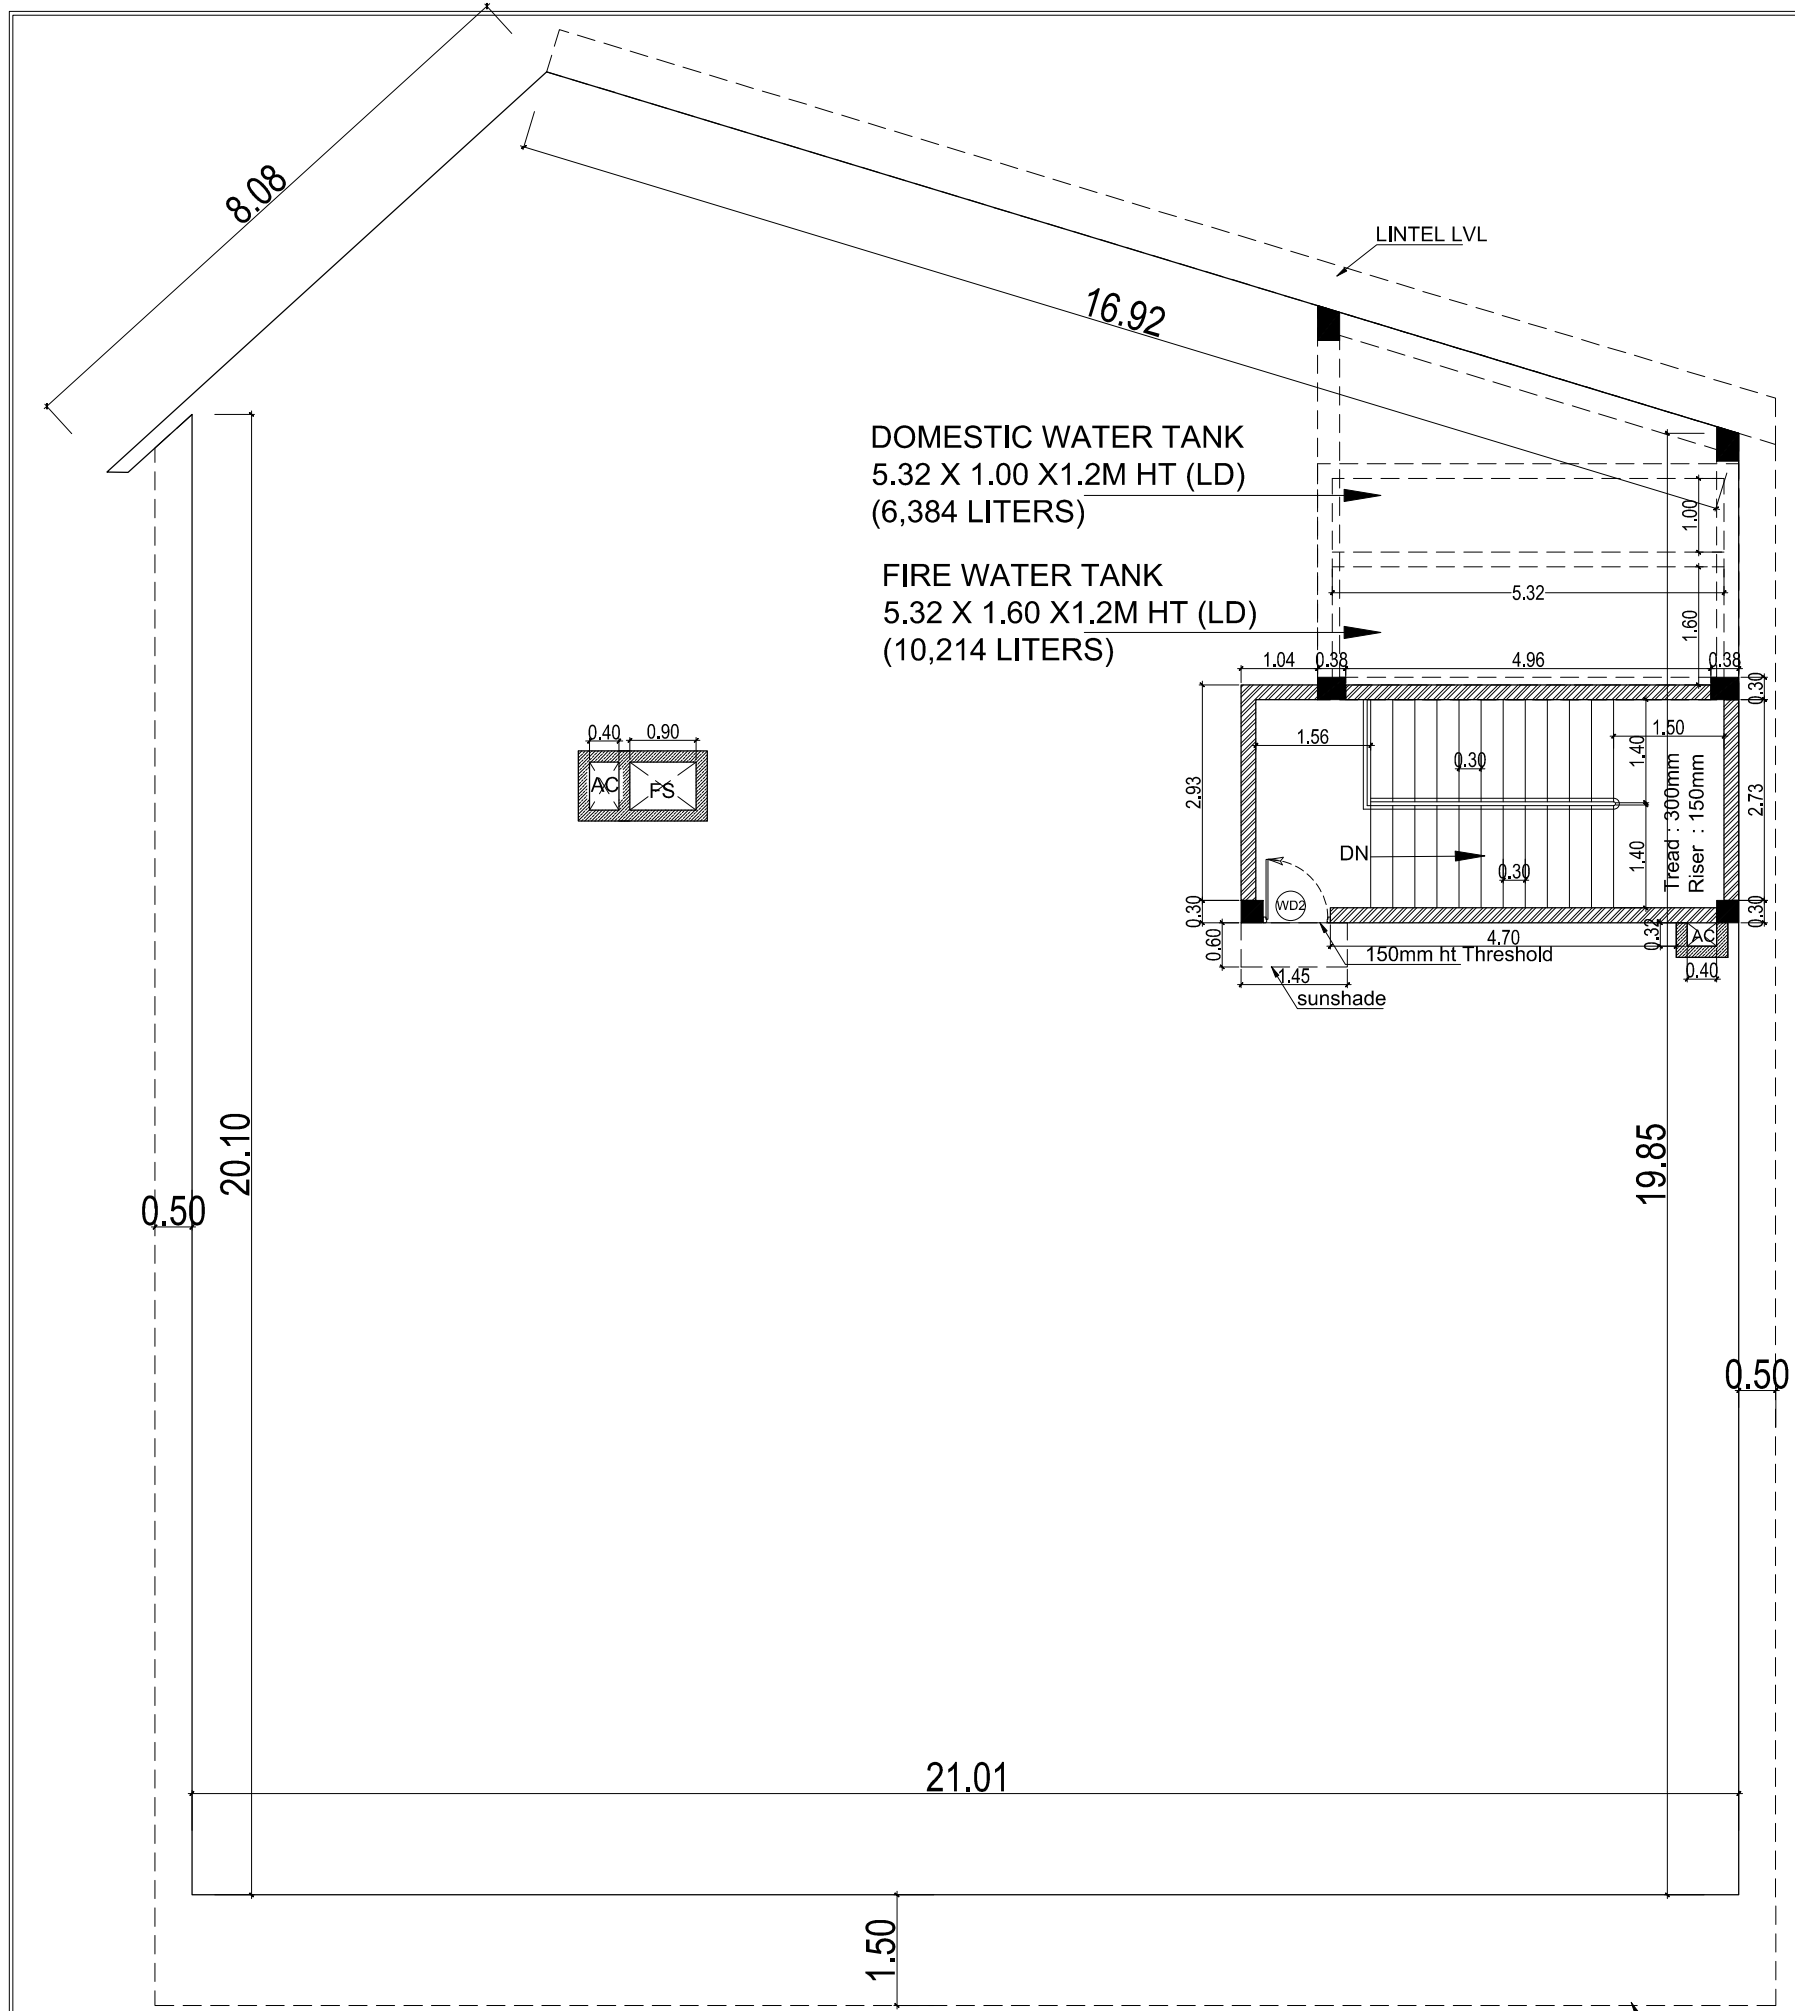 8.08
LINTEL LVL
16.92
DOMESTIC WATER TANK
5.32 X 1.00 X1.2M HT (LD)
(6,384 LITERS)
1.00
FIRE WATER TANK
5.32 X 1.60 X1.2M HT (LD)
(10,214 LITERS)
5.32
1.60
1.04
0.38
4.96
0.38
0.30
0.40
0.90
AC
FS
1.56
1.50
1.40
0.30
2.93
2.73
Tread : 300mm
Riser : 150mm
DN
1.40
0.30
WD2
0.30
0.30
0.60
4.70
0.32
AC
150mm ht Threshold
0.40
1.45
sunshade
20.10
19.85
0.50
0.50
21.01
1.50